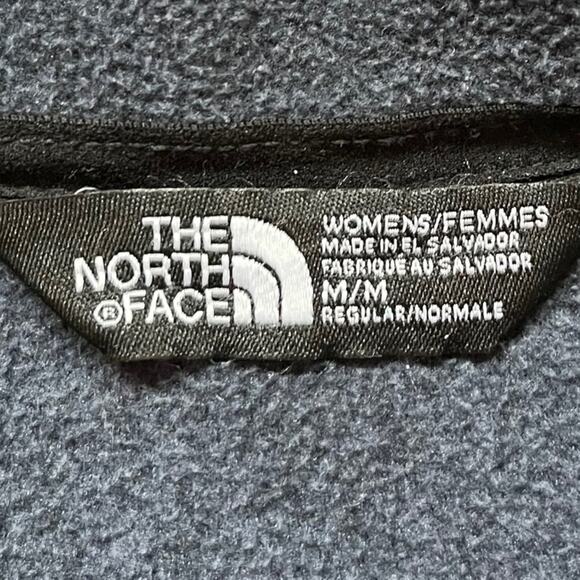 THE
NORTH
®FACE
WOMENS/FEMMES
MADE IN EL SALVADOR
FABRIQUÉ AU SALVADOR
M/M
REGULAR/NORMALE